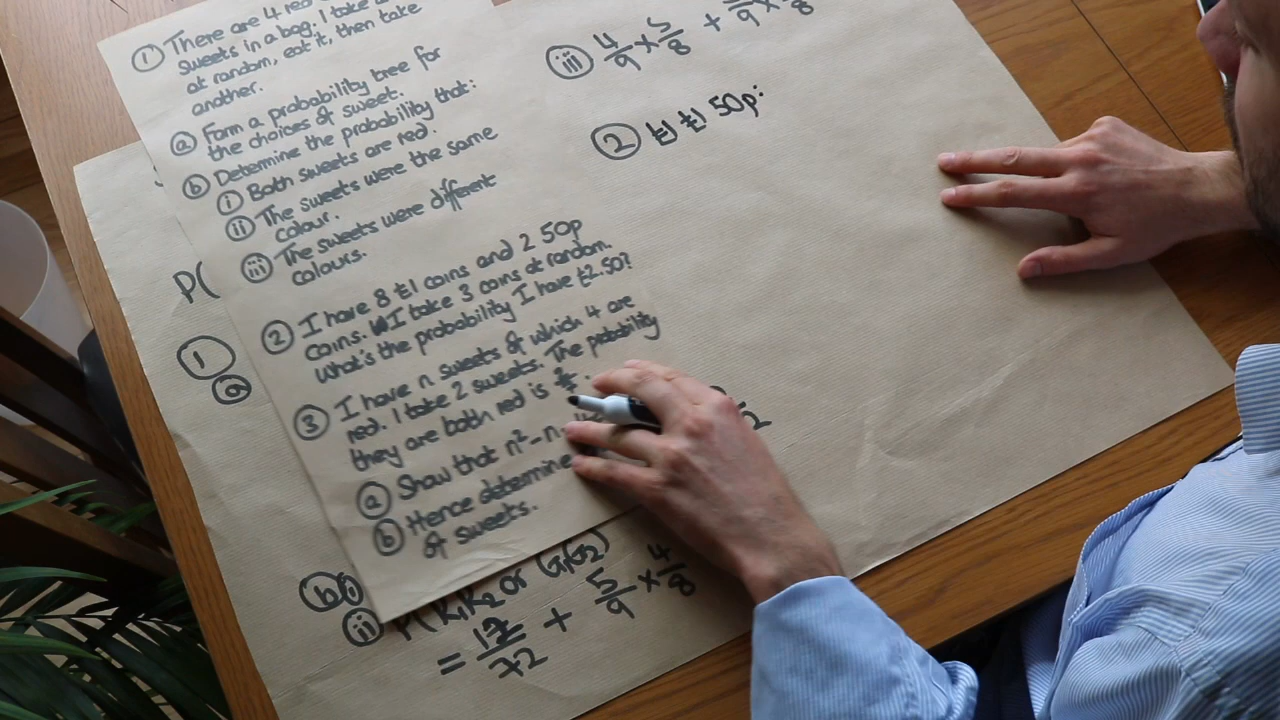 ① There are 4 red
sweets in a bag. I take
at random, eat it, then take
another.
ⓐ Form a probability tree for
the choices of sweet.
ⓑ Determine the probability that:
ⓘ Both sweets are red.
ii The sweets were the same
colour.
iii The sweets were different
colours.
② I have 8 £1 coins and 2 50p
coins. I take 3 coins at random.
What's the probability I have £2.50?
③ I have n sweets of which 4 are
red. I take 2 sweets. The probability
they are both red is
ⓐ Show that n²-n-
ⓑ Hence determine
of sweets.
P(
①
ⓐ
ⓑ ⓘ
ii P(R₁R₂ or G₁G₂)
= 12/72 + 5/9 × 4/8
iii 4/9 × 5/8 + /9 × /8
② £1 £1 50p: